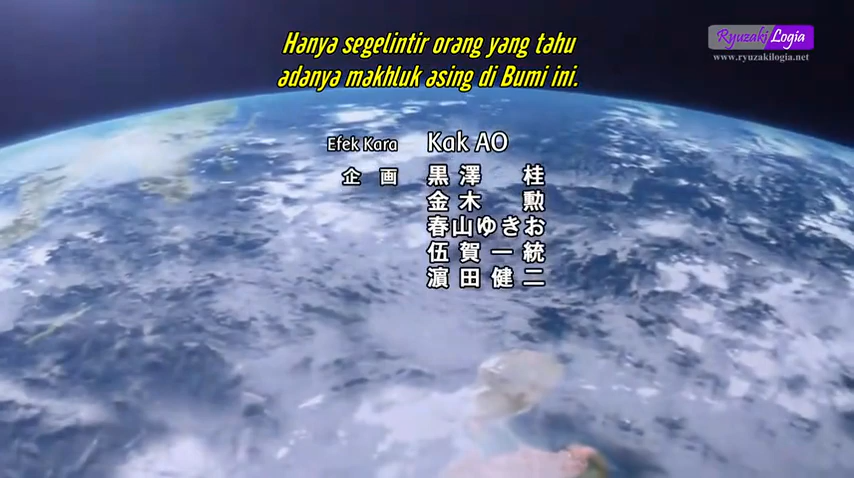 Hanya segelintir orang yang tahu
adanya makhluk asing di Bumi ini.
Ryuzaki Logia
www.ryuzakilogia.net
Efek Kara Kak AO
企画 黒澤桂
金木勲
春山ゆきお
伍賀一統
濵田健二